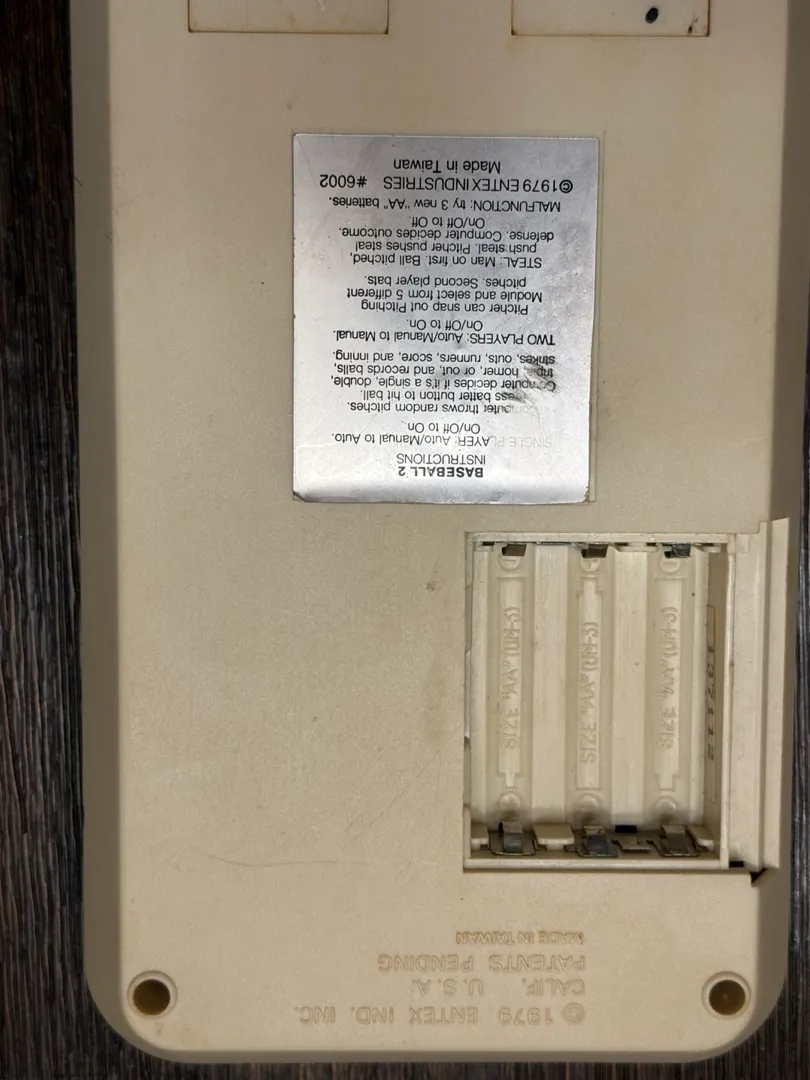 BASEBALL 2
INSTRUCTIONS
SINGLE PLAYER: Auto/Manual to Auto.
On/Off to On
Computer throws random pitches.
Press batter button to hit ball.
Computer decides if it's a single, double,
triple, homer, or out, and records balls,
strikes, outs, runners, score, and inning.
TWO PLAYERS: Auto/Manual to Manual.
On/Off to On.
Pitcher can snap out Pitching
Module and select from 5 different
pitches. Second player bats.
STEAL: Man on first. Ball pitched,
push steal. Pitcher pushes steal
defense. Computer decides outcome.
On/Off to Off.
MALFUNCTION: try 3 new "AA" batteries.
©1979 ENTEX INDUSTRIES #6002
Made in Taiwan
SIZE "AA" (UM-3)
SIZE "AA" (UM-3)
SIZE "AA" (UM-3)
© 1979 ENTEX IND. INC.
CALIF. U.S.A.
PATENTS PENDING
MADE IN TAIWAN